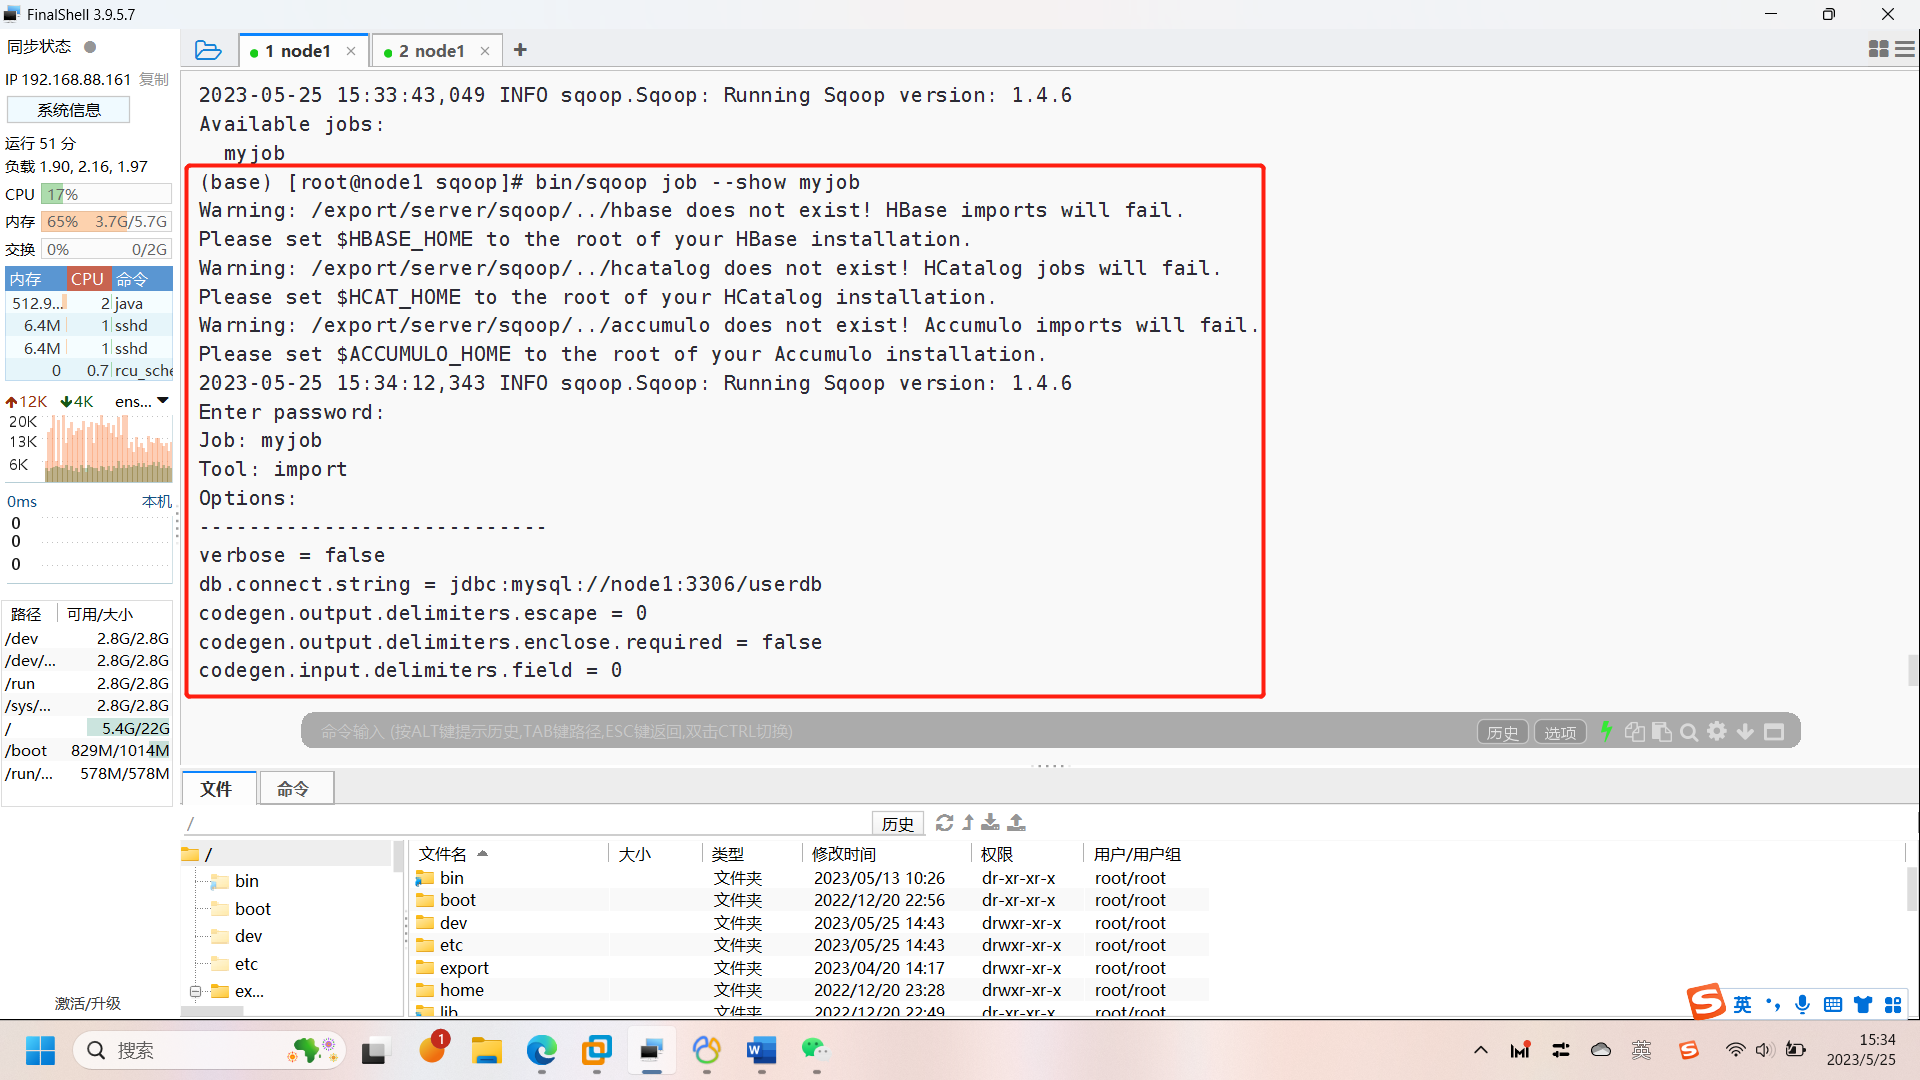 FinalShell 3.9.5.7
同步状态
IP 192.168.88.161 复制
系统信息
运行 51 分
负载 1.90, 2.16, 1.97
CPU 17%
内存 65% 3.7G/5.7G
交换 0% 0/2G
内存 CPU 命令
512.9... 2 java
6.4M 1 sshd
6.4M 1 sshd
0 0.7 rcu_sche
12K 4K ens...
20K
13K
6K
0ms 本机
0
0
0
路径 可用/大小
/dev 2.8G/2.8G
/dev/... 2.8G/2.8G
/run 2.8G/2.8G
/sys/... 2.8G/2.8G
/ 5.4G/22G
/boot 829M/1014M
/run/... 578M/578M
激活/升级
1 node1
2 node1
2023-05-25 15:33:43,049 INFO sqoop.Sqoop: Running Sqoop version: 1.4.6
Available jobs:
myjob
(base) [root@node1 sqoop]# bin/sqoop job --show myjob
Warning: /export/server/sqoop/../hbase does not exist! HBase imports will fail.
Please set $HBASE_HOME to the root of your HBase installation.
Warning: /export/server/sqoop/../hcatalog does not exist! HCatalog jobs will fail.
Please set $HCAT_HOME to the root of your HCatalog installation.
Warning: /export/server/sqoop/../accumulo does not exist! Accumulo imports will fail.
Please set $ACCUMULO_HOME to the root of your Accumulo installation.
2023-05-25 15:34:12,343 INFO sqoop.Sqoop: Running Sqoop version: 1.4.6
Enter password:
Job: myjob
Tool: import
Options:
----------------------------
verbose = false
db.connect.string = jdbc:mysql://node1:3306/userdb
codegen.output.delimiters.escape = 0
codegen.output.delimiters.enclose.required = false
codegen.input.delimiters.field = 0
命令输入 (按ALT键提示历史,TAB键路径,ESC键返回,双击CTRL切换)
历史 选项
文件 命令
/
历史
/
bin
boot
dev
etc
ex...
文件名 大小 类型 修改时间 权限 用户/用户组
bin 文件夹 2023/05/13 10:26 dr-xr-xr-x root/root
boot 文件夹 2022/12/20 22:56 dr-xr-xr-x root/root
dev 文件夹 2023/05/25 14:43 drwxr-xr-x root/root
etc 文件夹 2023/05/25 14:43 drwxr-xr-x root/root
export 文件夹 2023/04/20 14:17 drwxr-xr-x root/root
home 文件夹 2022/12/20 23:28 drwxr-xr-x root/root
lib 文件夹 2022/12/20 22:49 dr-xr-xr-x root/root
英
搜索
1
英
15:34
2023/5/25